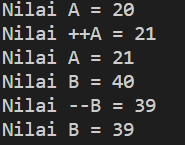 Nilai A = 20
Nilai ++A = 21
Nilai A = 21
Nilai B = 40
Nilai --B = 39
Nilai B = 39